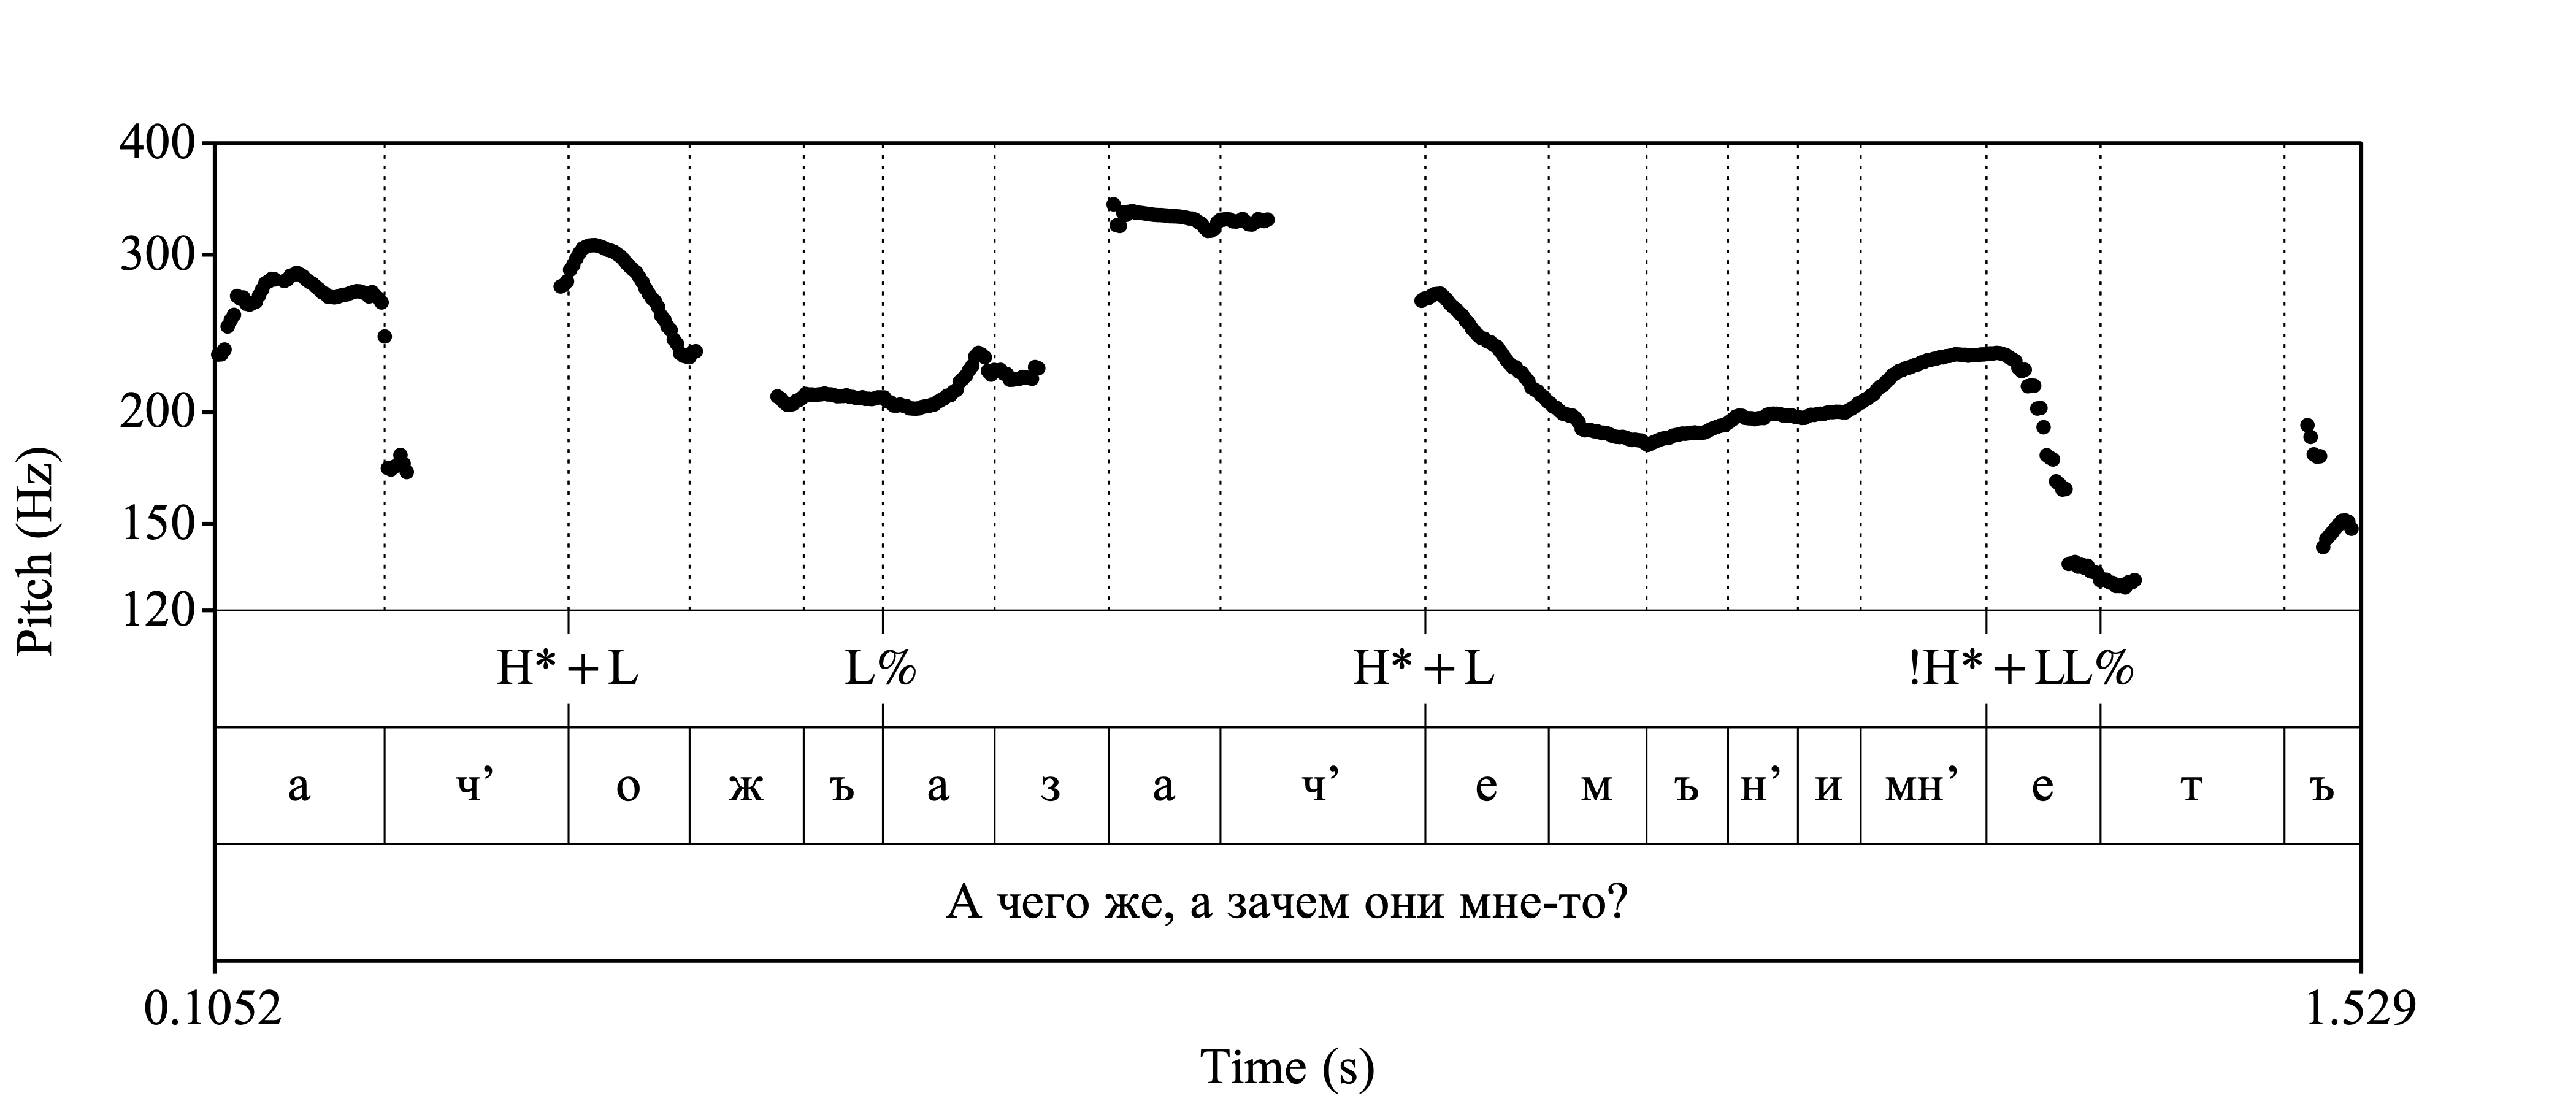 400
300
200
150
120
Pitch (Hz)
H* + L L% H* + L !H* + LL%
а ч’ о ж ъ а з а ч’ е м ъ н’ и мн’ е т ъ
А чего же, а зачем они мне-то?
0.1052 1.529
Time (s)